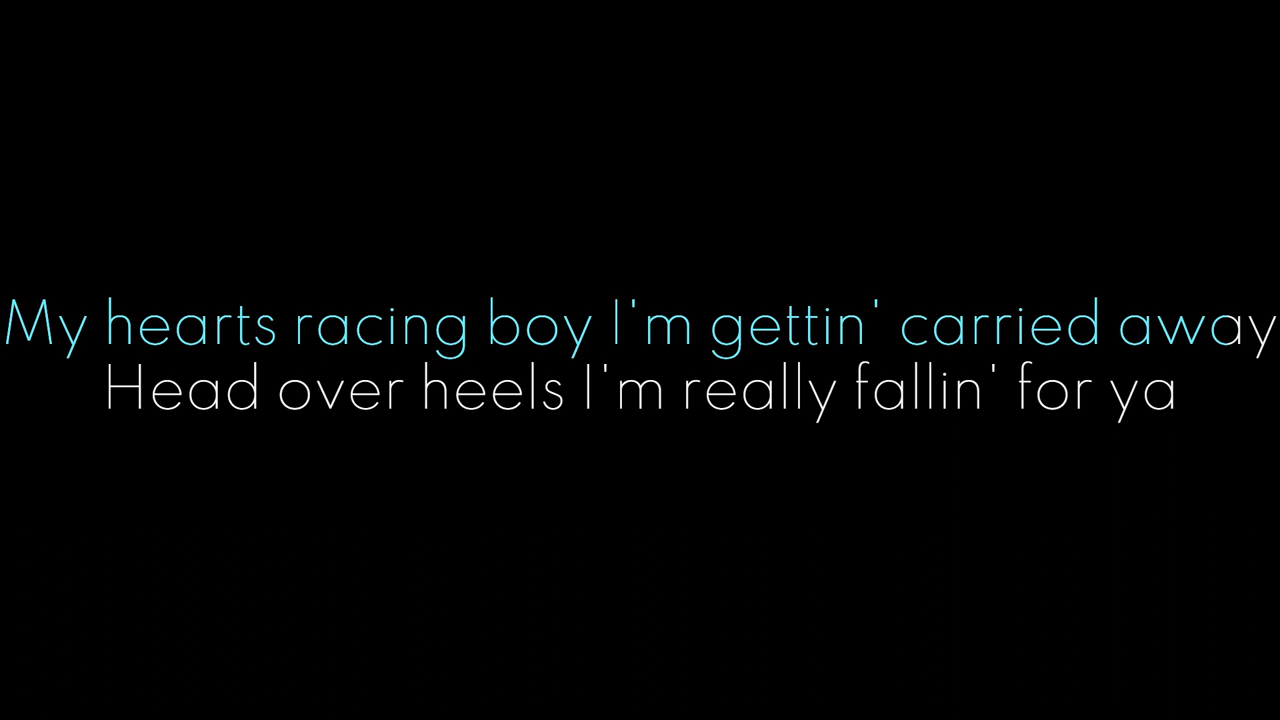 My hearts racing boy I'm gettin' carried away
Head over heels I'm really fallin' for ya